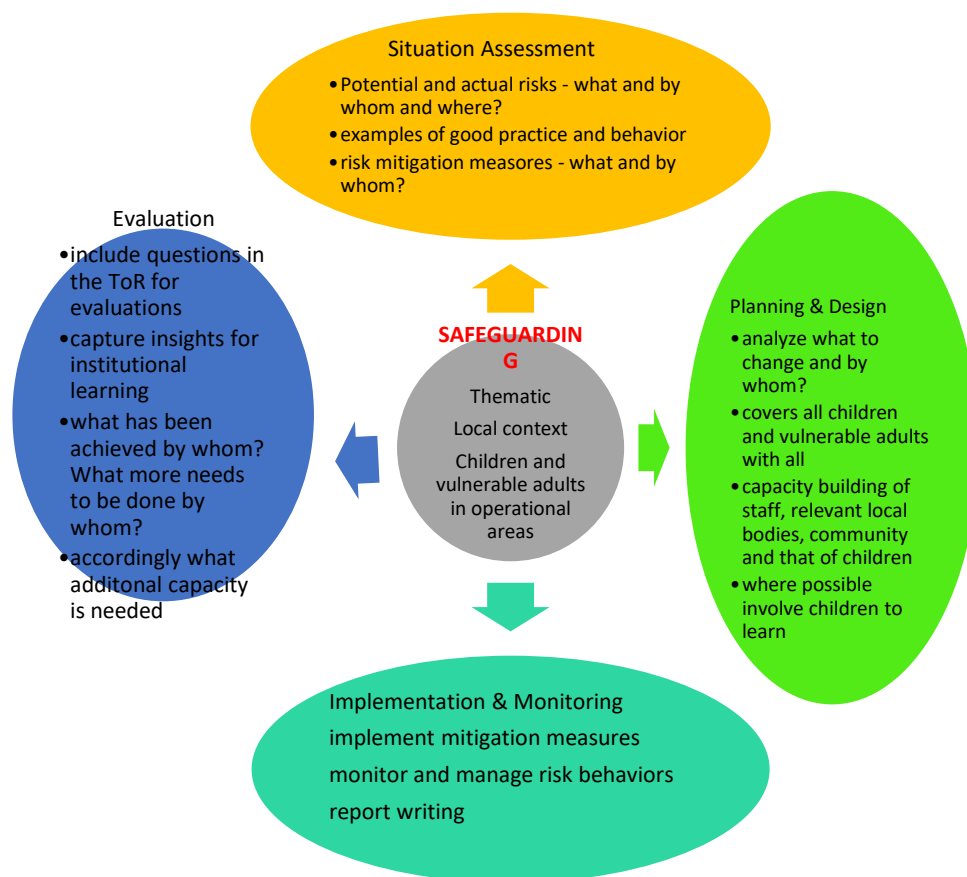 Situation Assessment
•Potential and actual risks - what and by
whom and where?
•examples of good practice and behavior
•risk mitigation measures - what and by
whom?
Evaluation
•include questions in
the ToR for
evaluations
•capture insights for
institutional
learning
•what has been
achieved by whom?
What more needs
to be done by
whom?
•accordingly what
additonal capacity
is needed
SAFEGUARDIN
G
Thematic
Local context
Children and
vulnerable adults
in operational
areas
Planning & Design
•analyze what to
change and by
whom?
•covers all children
and vulnerable adults
with all
•capacity building of
staff, relevant local
bodies, community
and that of children
•where possible
involve children to
learn
Implementation & Monitoring
implement mitigation measures
monitor and manage risk behaviors
report writing